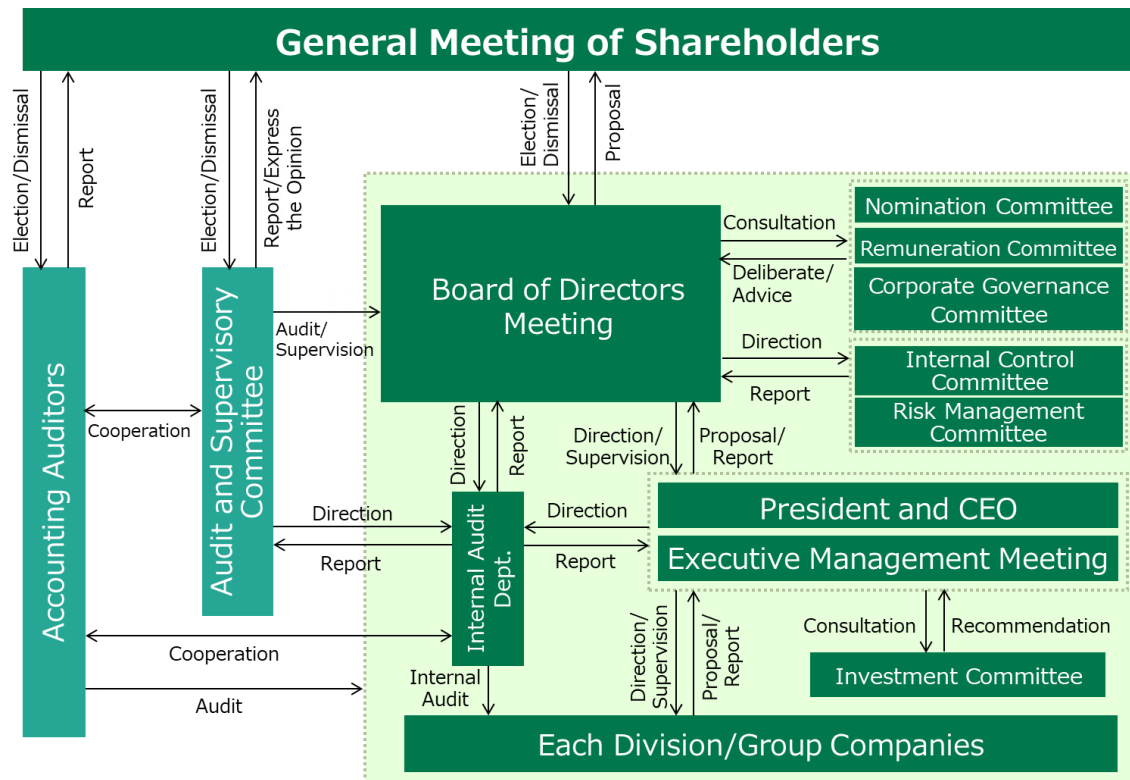 General Meeting of Shareholders
Election/Dismissal
Report
Election/Dismissal
Report/Express
the Opinion
Election/
Dismissal
Proposal
Nomination Committee
Remuneration Committee
Corporate Governance
Committee
Consultation
Deliberate/
Advice
Board of Directors
Meeting
Audit/
Supervision
Direction
Report
Internal Control
Committee
Risk Management
Committee
Accounting Auditors
Cooperation
Audit and Supervisory
Committee
Direction
Report
Direction/
Supervision
Proposal/
Report
President and CEO
Executive Management Meeting
Direction
Report
Internal Audit
Dept.
Direction
Report
Cooperation
Direction/
Supervision
Proposal/
Report
Consultation
Recommendation
Investment Committee
Internal
Audit
Audit
Each Division/Group Companies